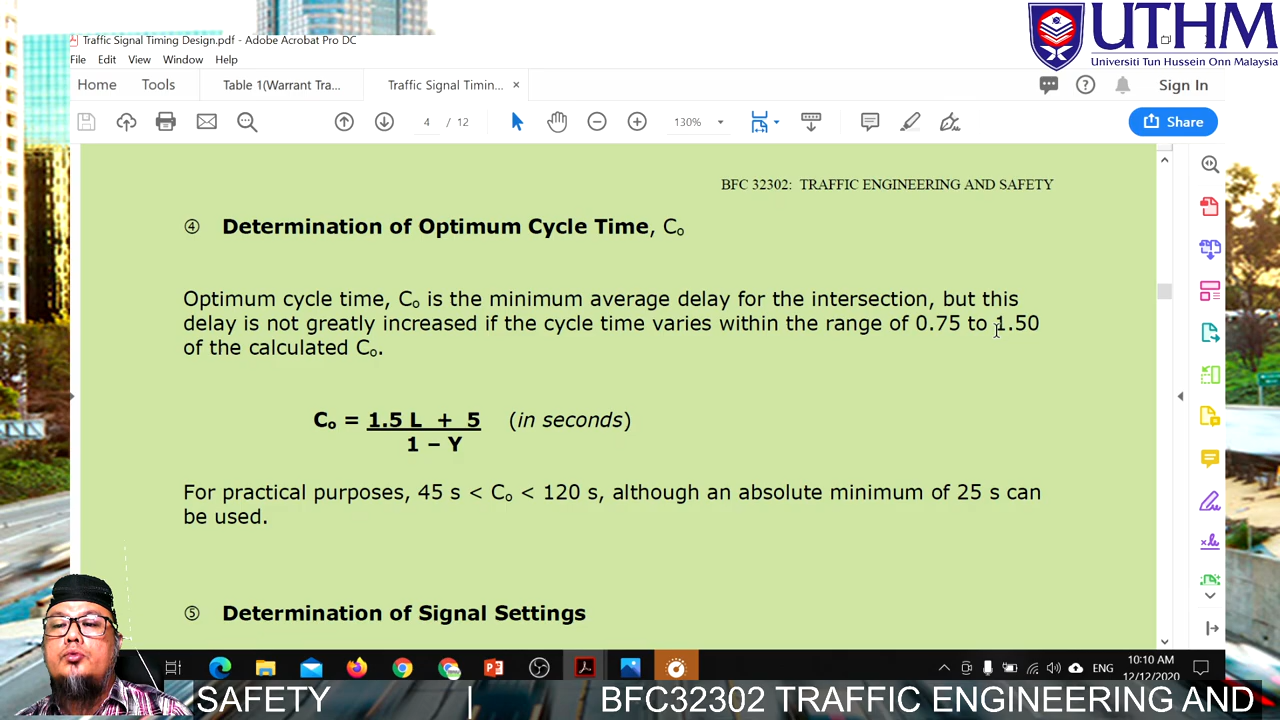 UTHM
Universiti Tun Hussein Onn Malaysia
Traffic Signal Timing Design.pdf - Adobe Acrobat Pro DC
File Edit View Window Help
Home Tools Table 1(Warrant Tra... Traffic Signal Timin... × Sign In
4 / 12 130% Share
BFC 32302: TRAFFIC ENGINEERING AND SAFETY
④ Determination of Optimum Cycle Time, Co
Optimum cycle time, Co is the minimum average delay for the intersection, but this
delay is not greatly increased if the cycle time varies within the range of 0.75 to 1.50
of the calculated Co.
Co = 1.5 L + 5 (in seconds)
1 – Y
For practical purposes, 45 s < Co < 120 s, although an absolute minimum of 25 s can
be used.
⑤ Determination of Signal Settings
ENG 10:10 AM
12/12/2020
SAFETY | BFC32302 TRAFFIC ENGINEERING AND